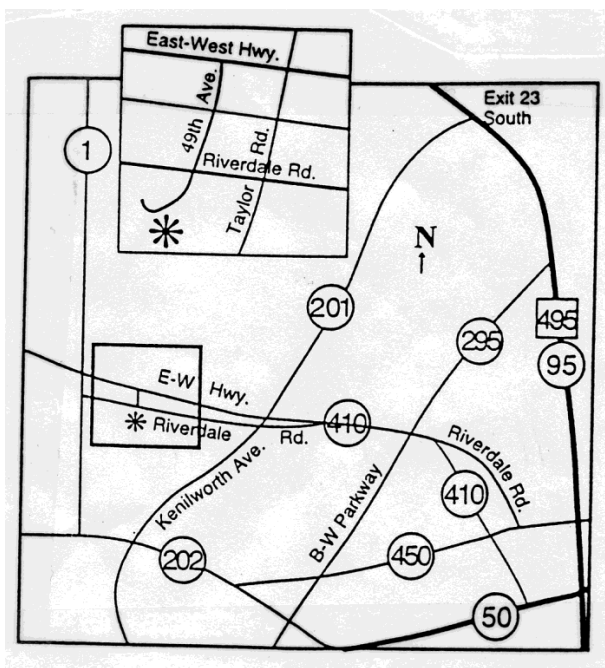 East-West Hwy.
49th Ave.
Riverdale Rd.
Taylor Rd.
Exit 23
South
1
N
201
295
495
95
E-W Hwy.
Riverdale Rd.
410
Kenilworth Ave.
B-W Parkway
Riverdale Rd.
410
450
202
50